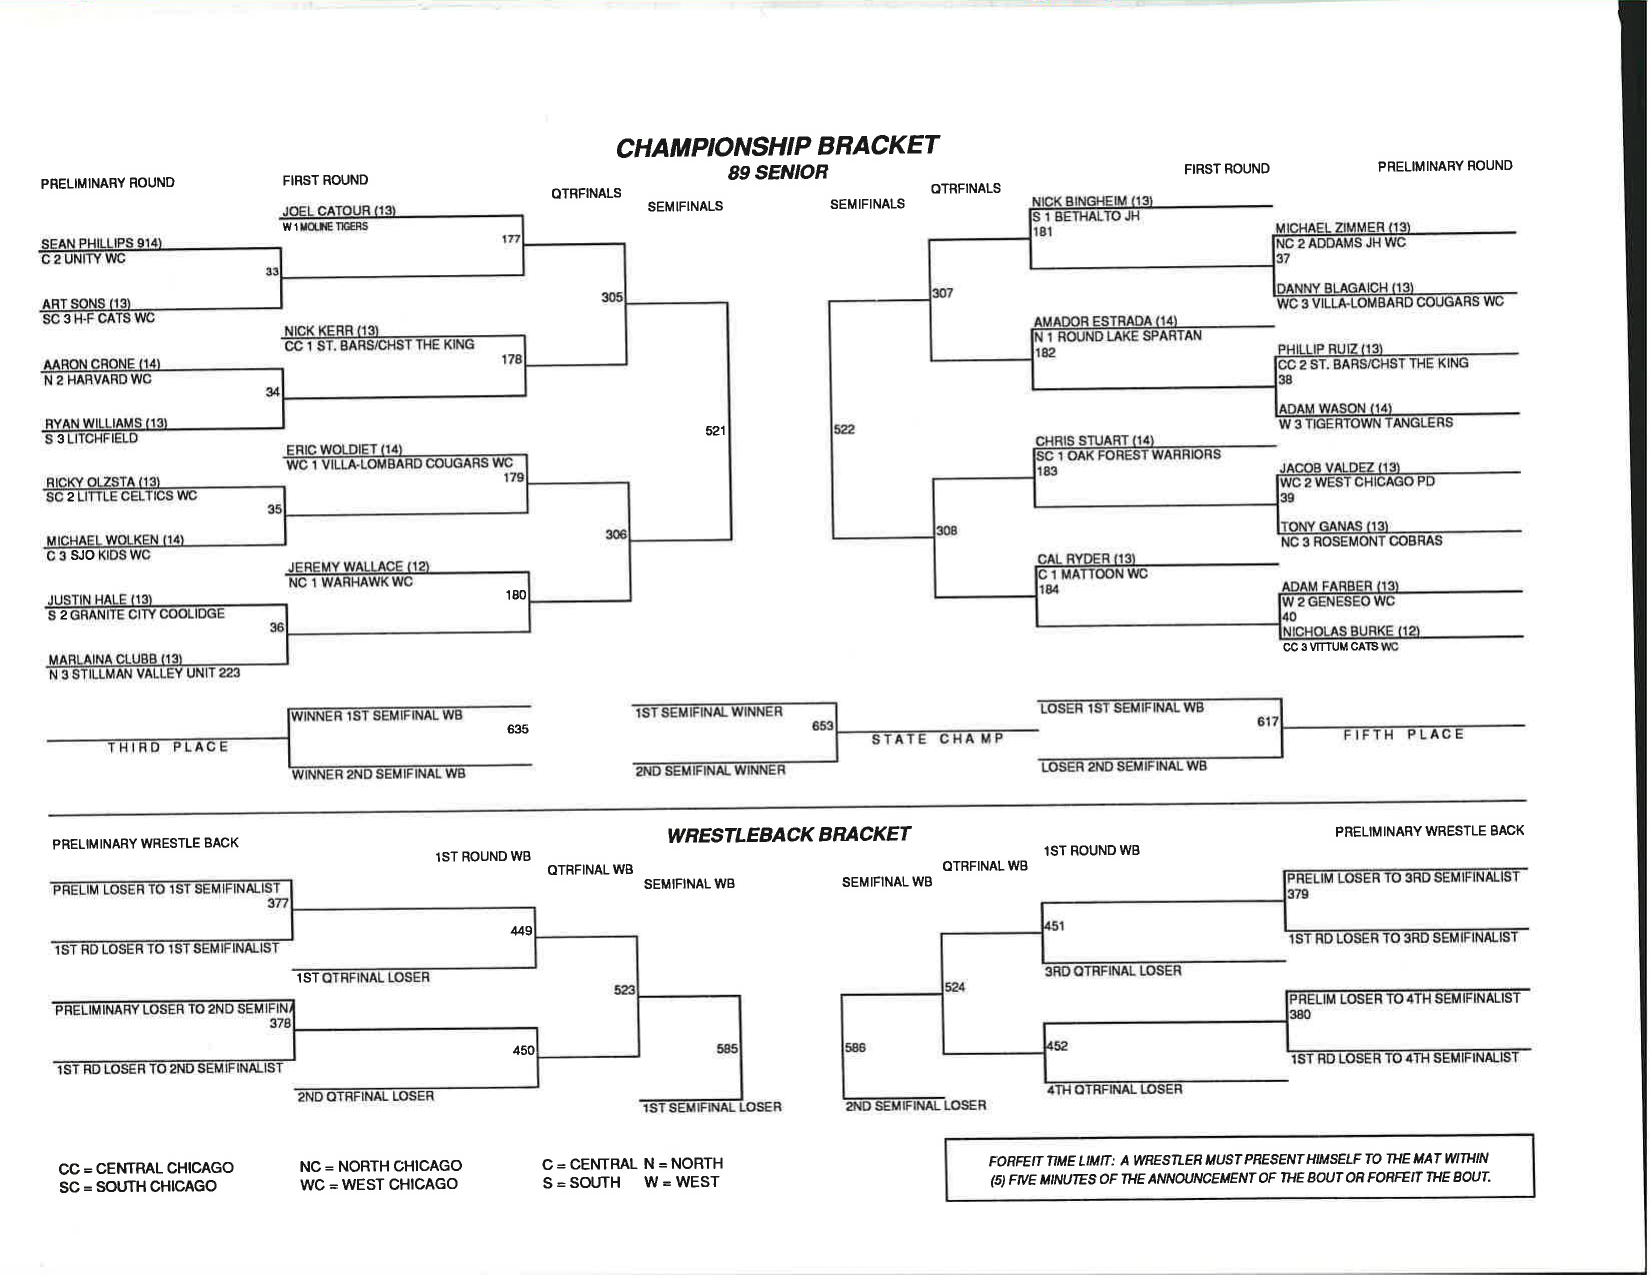 CHAMPIONSHIP BRACKET
89 SENIOR
PRELIMINARY ROUND
FIRST ROUND
QTRFINALS
SEMIFINALS
SEMIFINALS
QTRFINALS
FIRST ROUND
PRELIMINARY ROUND
JOEL CATOUR (13)
W 1 MOLINE TIGERS
177
SEAN PHILLIPS 914)
C 2 UNITY WC
33
ART SONS (13)
SC 3 H-F CATS WC
305
NICK KERR (13)
CC 1 ST. BARS/CHST THE KING
178
AARON CRONE (14)
N 2 HARVARD WC
34
RYAN WILLIAMS (13)
S 3 LITCHFIELD
521
ERIC WOLDIET (14)
WC 1 VILLA-LOMBARD COUGARS WC
179
RICKY OLZSTA (13)
SC 2 LITTLE CELTICS WC
35
MICHAEL WOLKEN (14)
C 3 SJO KIDS WC
306
JEREMY WALLACE (12)
NC 1 WARHAWK WC
180
JUSTIN HALE (13)
S 2 GRANITE CITY COOLIDGE
36
MARLAINA CLUBB (13)
N 3 STILLMAN VALLEY UNIT 223
NICK BINGHEIM (13)
S 1 BETHALTO JH
181
MICHAEL ZIMMER (13)
NC 2 ADDAMS JH WC
37
DANNY BLAGAICH (13)
WC 3 VILLA-LOMBARD COUGARS WC
307
AMADOR ESTRADA (14)
N 1 ROUND LAKE SPARTAN
182
PHILLIP RUIZ (13)
CC 2 ST. BARS/CHST THE KING
38
ADAM WASON (14)
W 3 TIGERTOWN TANGLERS
522
CHRIS STUART (14)
SC 1 OAK FOREST WARRIORS
183
JACOB VALDEZ (13)
WC 2 WEST CHICAGO PD
39
TONY GANAS (13)
NC 3 ROSEMONT COBRAS
308
CAL RYDER (13)
C 1 MATTOON WC
184
ADAM FARBER (13)
W 2 GENESEO WC
40
NICHOLAS BURKE (12)
CC 3 VITTUM CATS WC
WINNER 1ST SEMIFINAL WB
635
THIRD PLACE
WINNER 2ND SEMIFINAL WB
1ST SEMIFINAL WINNER
653
STATE CHAMP
2ND SEMIFINAL WINNER
LOSER 1ST SEMIFINAL WB
617
FIFTH PLACE
LOSER 2ND SEMIFINAL WB
WRESTLEBACK BRACKET
PRELIMINARY WRESTLE BACK
1ST ROUND WB
QTRFINAL WB
SEMIFINAL WB
SEMIFINAL WB
QTRFINAL WB
1ST ROUND WB
PRELIMINARY WRESTLE BACK
PRELIM LOSER TO 1ST SEMIFINALIST
377
1ST RD LOSER TO 1ST SEMIFINALIST
449
1ST QTRFINAL LOSER
523
PRELIMINARY LOSER TO 2ND SEMIFINA
378
1ST RD LOSER TO 2ND SEMIFINALIST
450
2ND QTRFINAL LOSER
585
1ST SEMIFINAL LOSER
PRELIM LOSER TO 3RD SEMIFINALIST
379
1ST RD LOSER TO 3RD SEMIFINALIST
451
3RD QTRFINAL LOSER
524
PRELIM LOSER TO 4TH SEMIFINALIST
380
1ST RD LOSER TO 4TH SEMIFINALIST
452
4TH QTRFINAL LOSER
586
2ND SEMIFINAL LOSER
CC = CENTRAL CHICAGO
SC = SOUTH CHICAGO
NC = NORTH CHICAGO
WC = WEST CHICAGO
C = CENTRAL N = NORTH
S = SOUTH W = WEST
FORFEIT TIME LIMIT: A WRESTLER MUST PRESENT HIMSELF TO THE MAT WITHIN
(5) FIVE MINUTES OF THE ANNOUNCEMENT OF THE BOUT OR FORFEIT THE BOUT.